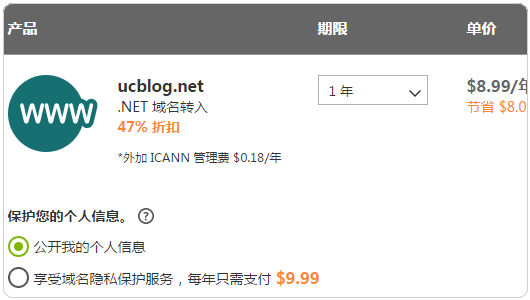 产品 期限 单价
www
ucblog.net 1 年 $8.99/年
.NET 域名转入 节省 $8.0
47% 折扣
*外加 ICANN 管理费 $0.18/年
保护您的个人信息。 ?
公开我的个人信息
享受域名隐私保护服务，每年只需支付 $9.99